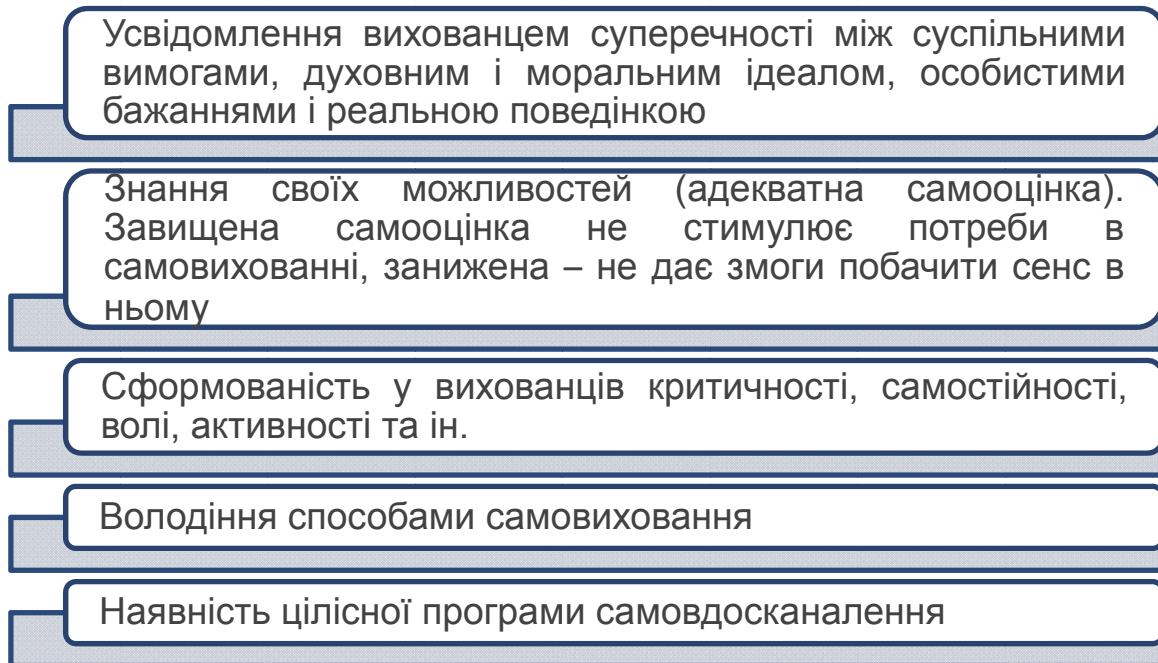 Усвідомлення вихованцем суперечності між суспільними
вимогами, духовним і моральним ідеалом, особистими
бажаннями і реальною поведінкою
Знання своїх можливостей (адекватна самооцінка).
Завищена самооцінка не стимулює потреби в
самовихованні, занижена – не дає змоги побачити сенс в
ньому
Сформованість у вихованців критичності, самостійності,
волі, активності та ін.
Володіння способами самовиховання
Наявність цілісної програми самовдосканалення